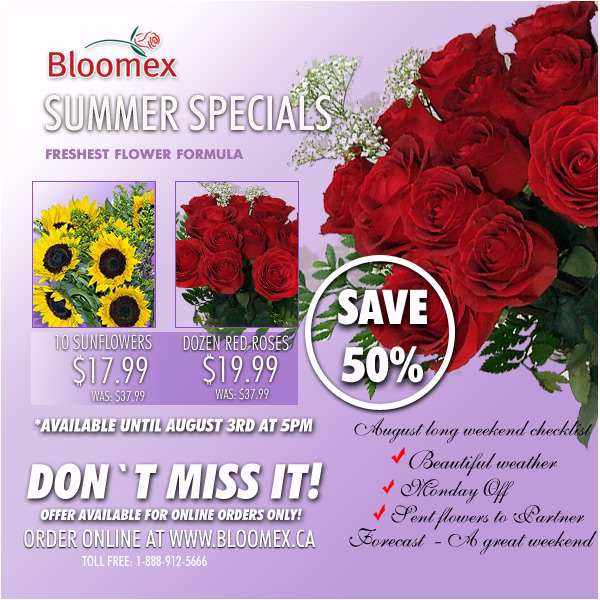 Bloomex
SUMMER SPECIALS
FRESHEST FLOWER FORMULA
10 SUNFLOWERS
$17.99
WAS: $37.99
DOZEN RED ROSES
$19.99
WAS: $37.99
SAVE
50%
*AVAILABLE UNTIL AUGUST 3RD AT 5PM
DON`T MISS IT!
OFFER AVAILABLE FOR ONLINE ORDERS ONLY!
ORDER ONLINE AT WWW.BLOOMEX.CA
TOLL FREE: 1-888-912-5666
August long weekend checklist
Beautiful weather
Monday Off
Sent flowers to Partner
Forecast - A great weekend